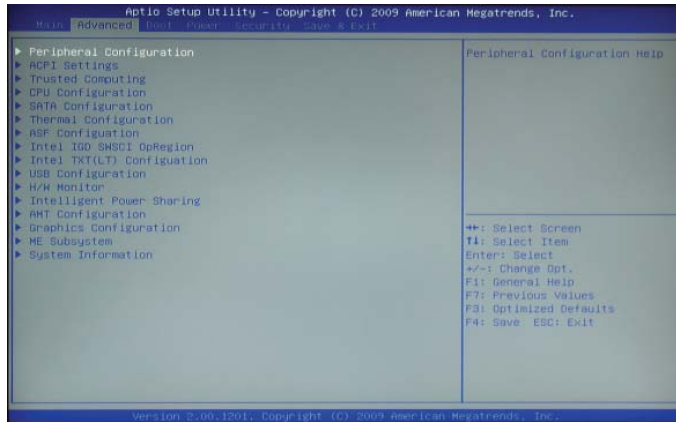 Aptio Setup Utility - Copyright (C) 2009 American Megatrends, Inc.
Main Advanced Boot Power Security Save & Exit
Peripheral Configuration
ACPI Settings
Trusted Computing
CPU Configuration
SATA Configuration
Thermal Configuration
ASF Configuation
Intel IGD SWSCI OpRegion
Intel TXT(LT) Configuation
USB Configuration
H/W Monitor
Intelligent Power Sharing
AMT Configuration
Graphics Configuration
ME Subsystem
System Information
Peripheral Configuration Help
→←: Select Screen
↑↓: Select Item
Enter: Select
+/-: Change Opt.
F1: General Help
F7: Previous Values
F3: Optimized Defaults
F4: Save ESC: Exit
Version 2.00.1201. Copyright (C) 2009 American Megatrends, Inc.